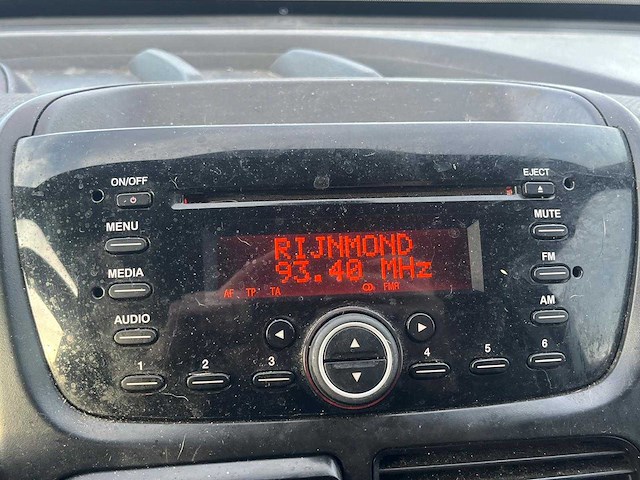 ON/OFF
EJECT
MENU
MUTE
RIJNMOND
93.40 MHz
MEDIA
FM
AF TP TA FMR
AUDIO
AM
1 2 3 4 5 6